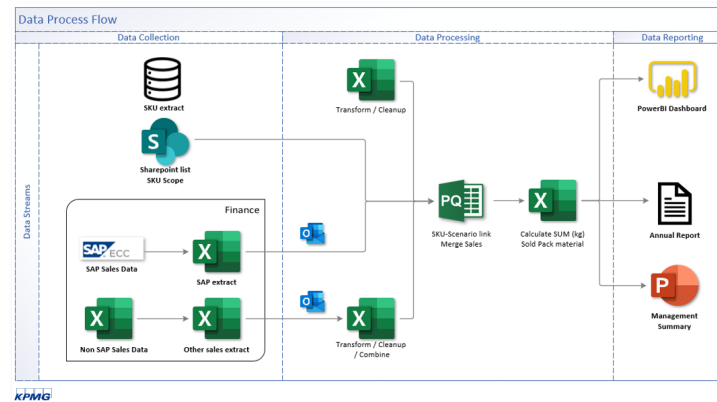 Data Process Flow
Data Collection
Data Processing
Data Reporting
Data Streams
SKU extract
X
Transform / Cleanup
PowerBI Dashboard
S
Sharepoint list
SKU Scope
Finance
SAP ECC
SAP Sales Data
X
SAP extract
O
PQ
SKU-Scenario link
Merge Sales
X
Calculate SUM (kg)
Sold Pack material
Annual Report
X
Non SAP Sales Data
X
Other sales extract
O
X
Transform / Cleanup
/ Combine
P
Management
Summary
KPMG